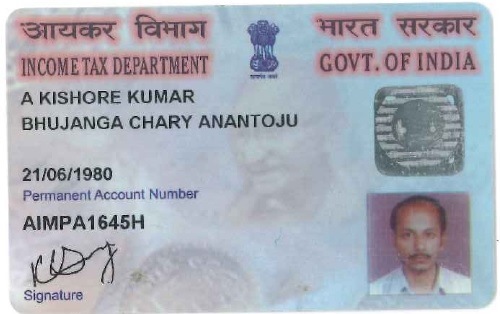 आयकर विभाग
भारत सरकार
INCOME TAX DEPARTMENT
GOVT. OF INDIA
A KISHORE KUMAR
BHUJANGA CHARY ANANTOJU
21/06/1980
Permanent Account Number
AIMPA1645H
Signature